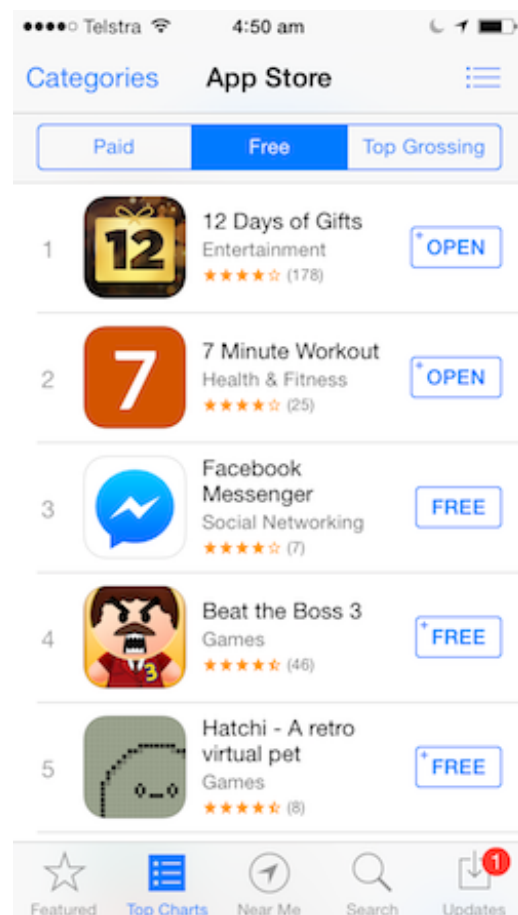 Telstra 4:50 am
Categories App Store
Paid Free Top Grossing
1 12 12 Days of Gifts
Entertainment
(178)
+ OPEN
2 7 7 Minute Workout
Health & Fitness
(25)
+ OPEN
3 Facebook
Messenger
Social Networking
(7)
FREE
4 3 Beat the Boss 3
Games
(46)
+ FREE
5 Hatchi - A retro
virtual pet
Games
(8)
+ FREE
1
Featured Top Charts Near Me Search Updates